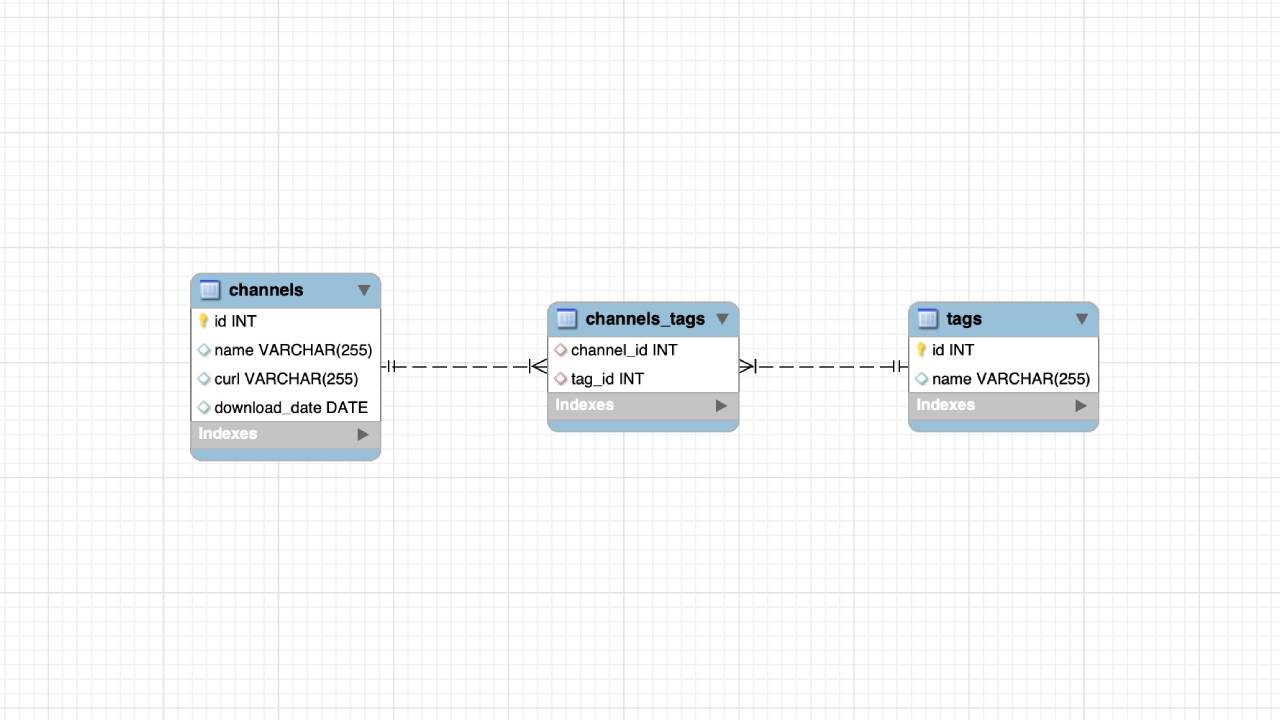 channels
id INT
name VARCHAR(255)
curl VARCHAR(255)
download_date DATE
Indexes
channels_tags
channel_id INT
tag_id INT
Indexes
tags
id INT
name VARCHAR(255)
Indexes